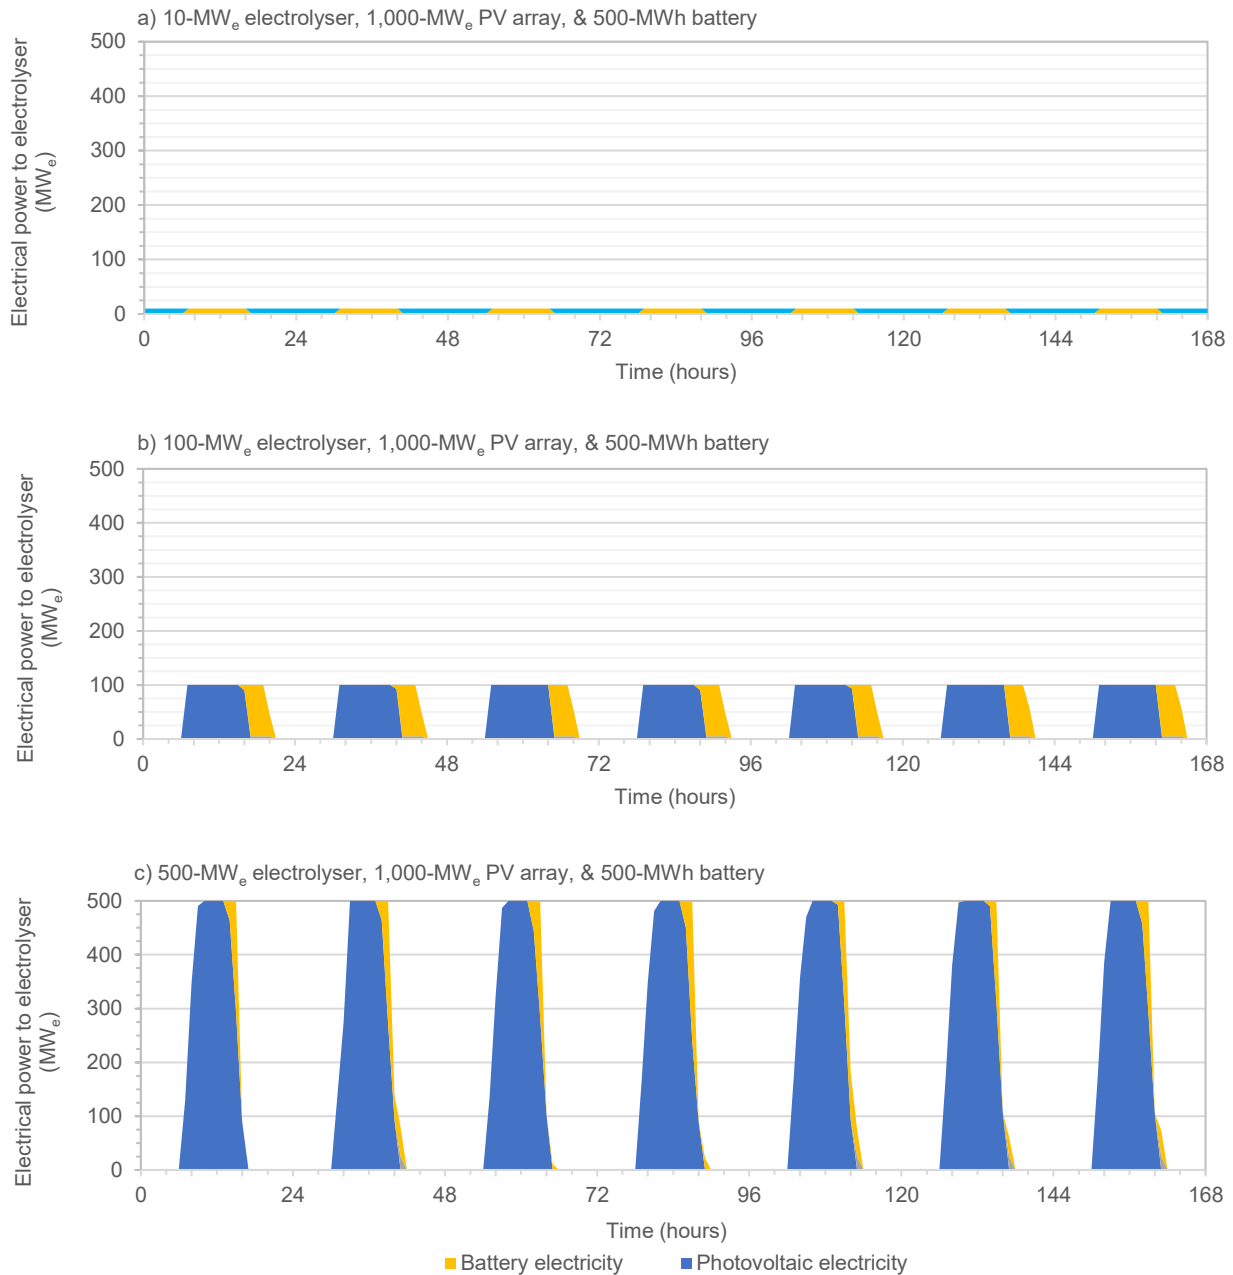 a) 10-MWe electrolyser, 1,000-MWe PV array, & 500-MWh battery
Electrical power to electrolyser
(MWe)
500
400
300
200
100
0
0 24 48 72 96 120 144 168
Time (hours)
b) 100-MWe electrolyser, 1,000-MWe PV array, & 500-MWh battery
Electrical power to electrolyser
(MWe)
500
400
300
200
100
0
0 24 48 72 96 120 144 168
Time (hours)
c) 500-MWe electrolyser, 1,000-MWe PV array, & 500-MWh battery
Electrical power to electrolyser
(MWe)
500
400
300
200
100
0
0 24 48 72 96 120 144 168
Time (hours)
Battery electricity Photovoltaic electricity